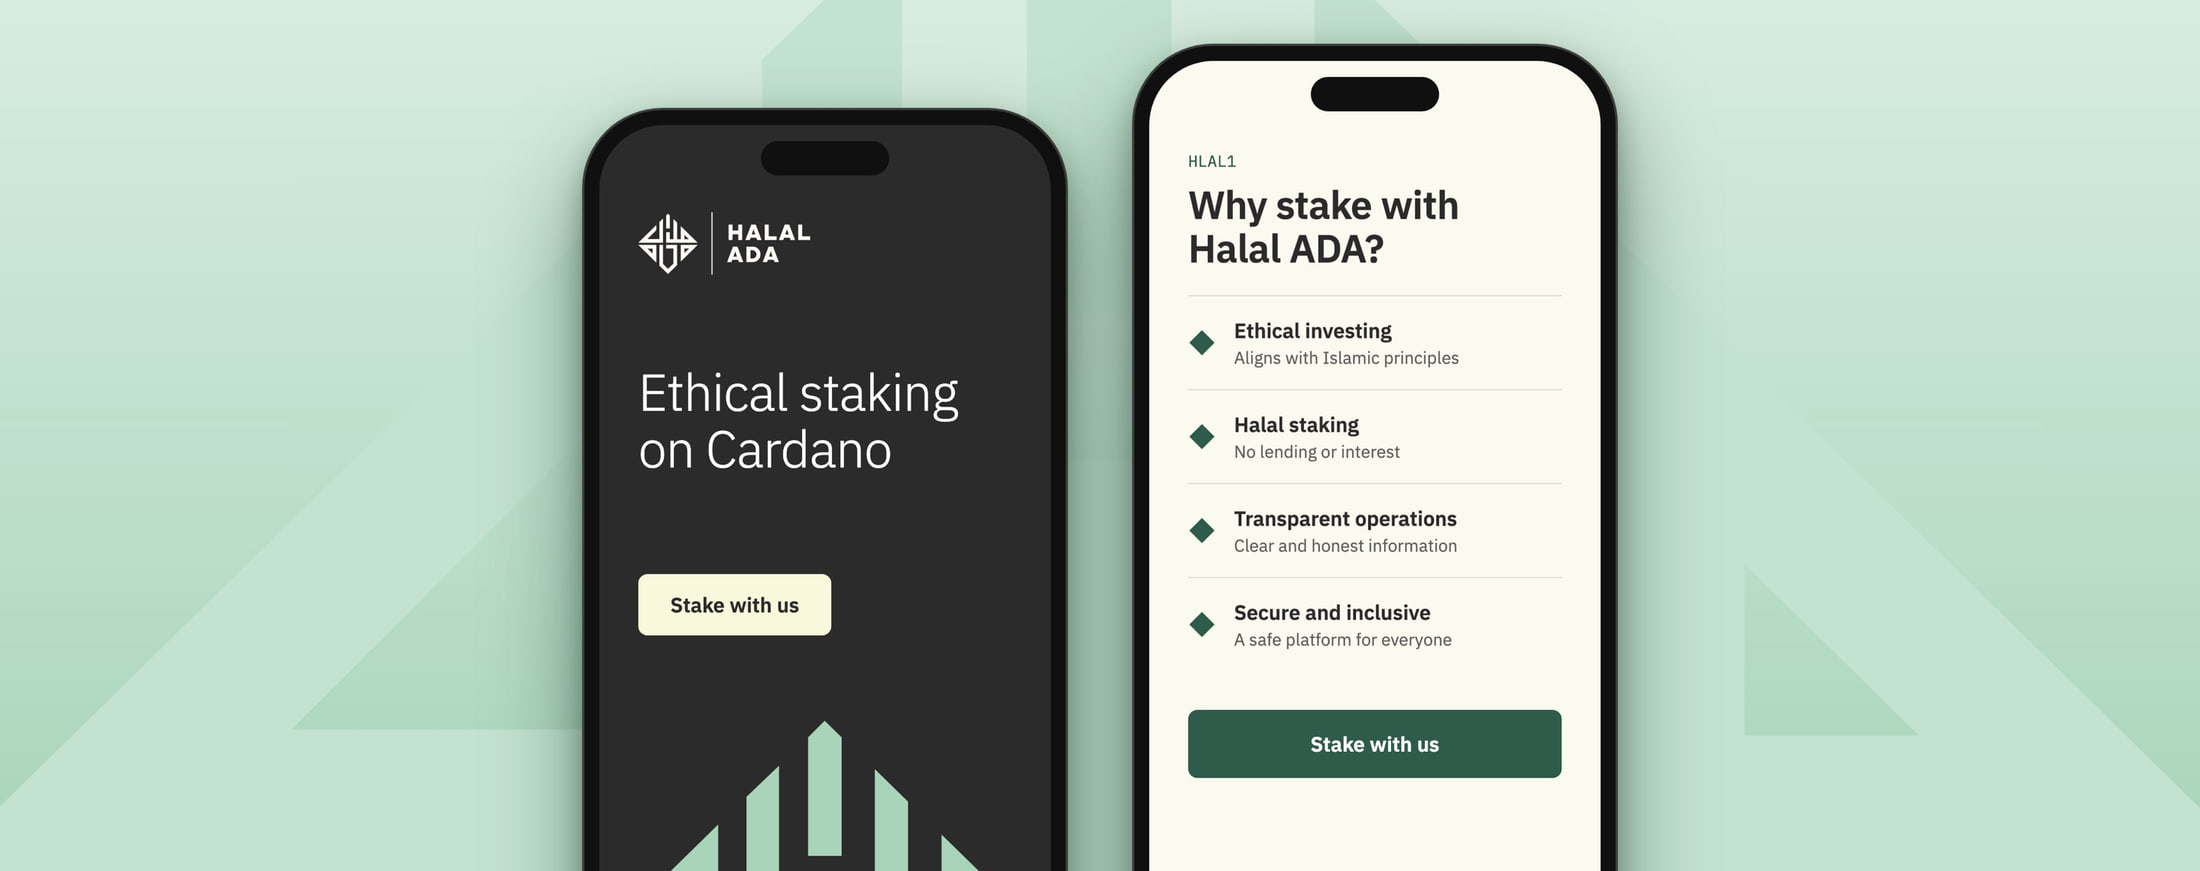 HALAL
ADA
Ethical staking
on Cardano
Stake with us
HLAL1
Why stake with
Halal ADA?
Ethical investing
Aligns with Islamic principles
Halal staking
No lending or interest
Transparent operations
Clear and honest information
Secure and inclusive
A safe platform for everyone
Stake with us